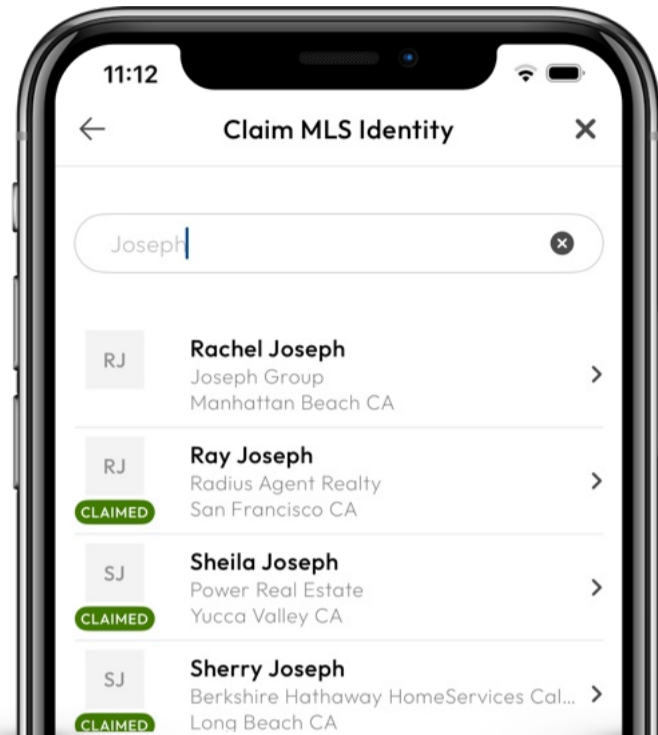 11:12
Claim MLS Identity
Joseph
RJ
Rachel Joseph
Joseph Group
Manhattan Beach CA
RJ
CLAIMED
Ray Joseph
Radius Agent Realty
San Francisco CA
SJ
CLAIMED
Sheila Joseph
Power Real Estate
Yucca Valley CA
SJ
CLAIMED
Sherry Joseph
Berkshire Hathaway HomeServices Cal...
Long Beach CA